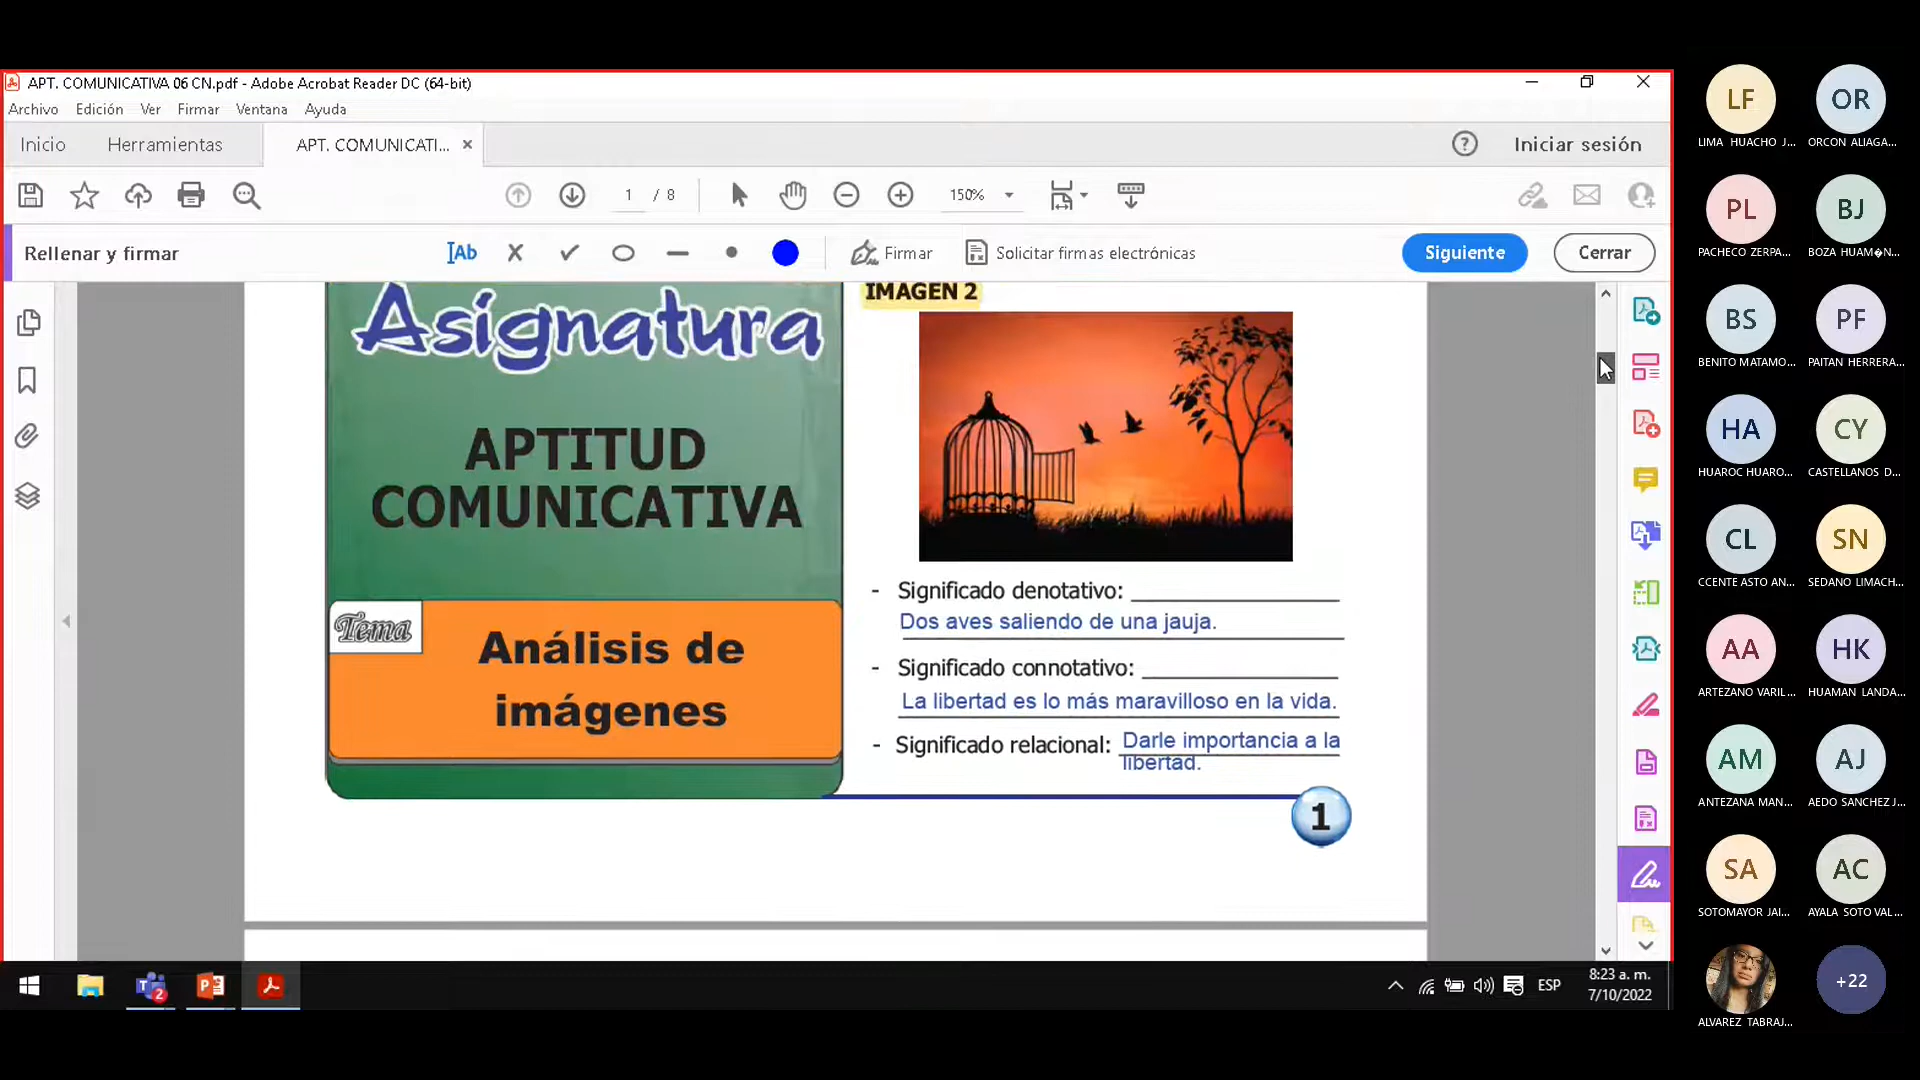 APT. COMUNICATIVA 06 CN.pdf - Adobe Acrobat Reader DC (64-bit)
Archivo Edición Ver Firmar Ventana Ayuda
Inicio Herramientas APT. COMUNICATI... × Iniciar sesión
1 / 8 150%
Rellenar y firmar Ab Firmar Solicitar firmas electrónicas Siguiente Cerrar
Asignatura
APTITUD
COMUNICATIVA
Tema
Análisis de
imágenes
IMAGEN 2
- Significado denotativo:
Dos aves saliendo de una jauja.
- Significado connotativo:
La libertad es lo más maravilloso en la vida.
- Significado relacional: Darle importancia a la
libertad.
1
2
ESP
8:23 a. m.
7/10/2022
LF OR
LIMA HUACHO J... ORCON ALIAGA...
PL BJ
PACHECO ZERPA... BOZA HUAM�N...
BS PF
BENITO MATAMO... PAITAN HERRERA...
HA CY
HUAROC HUARO... CASTELLANOS D...
CL SN
CCENTE ASTO AN... SEDANO LIMACH...
AA HK
ARTEZANO VARIL... HUAMAN LANDA...
AM AJ
ANTEZANA MAN... AEDO SANCHEZ J...
SA AC
SOTOMAYOR JAI... AYALA SOTO VAL...
+22
ALVAREZ TABRAJ...